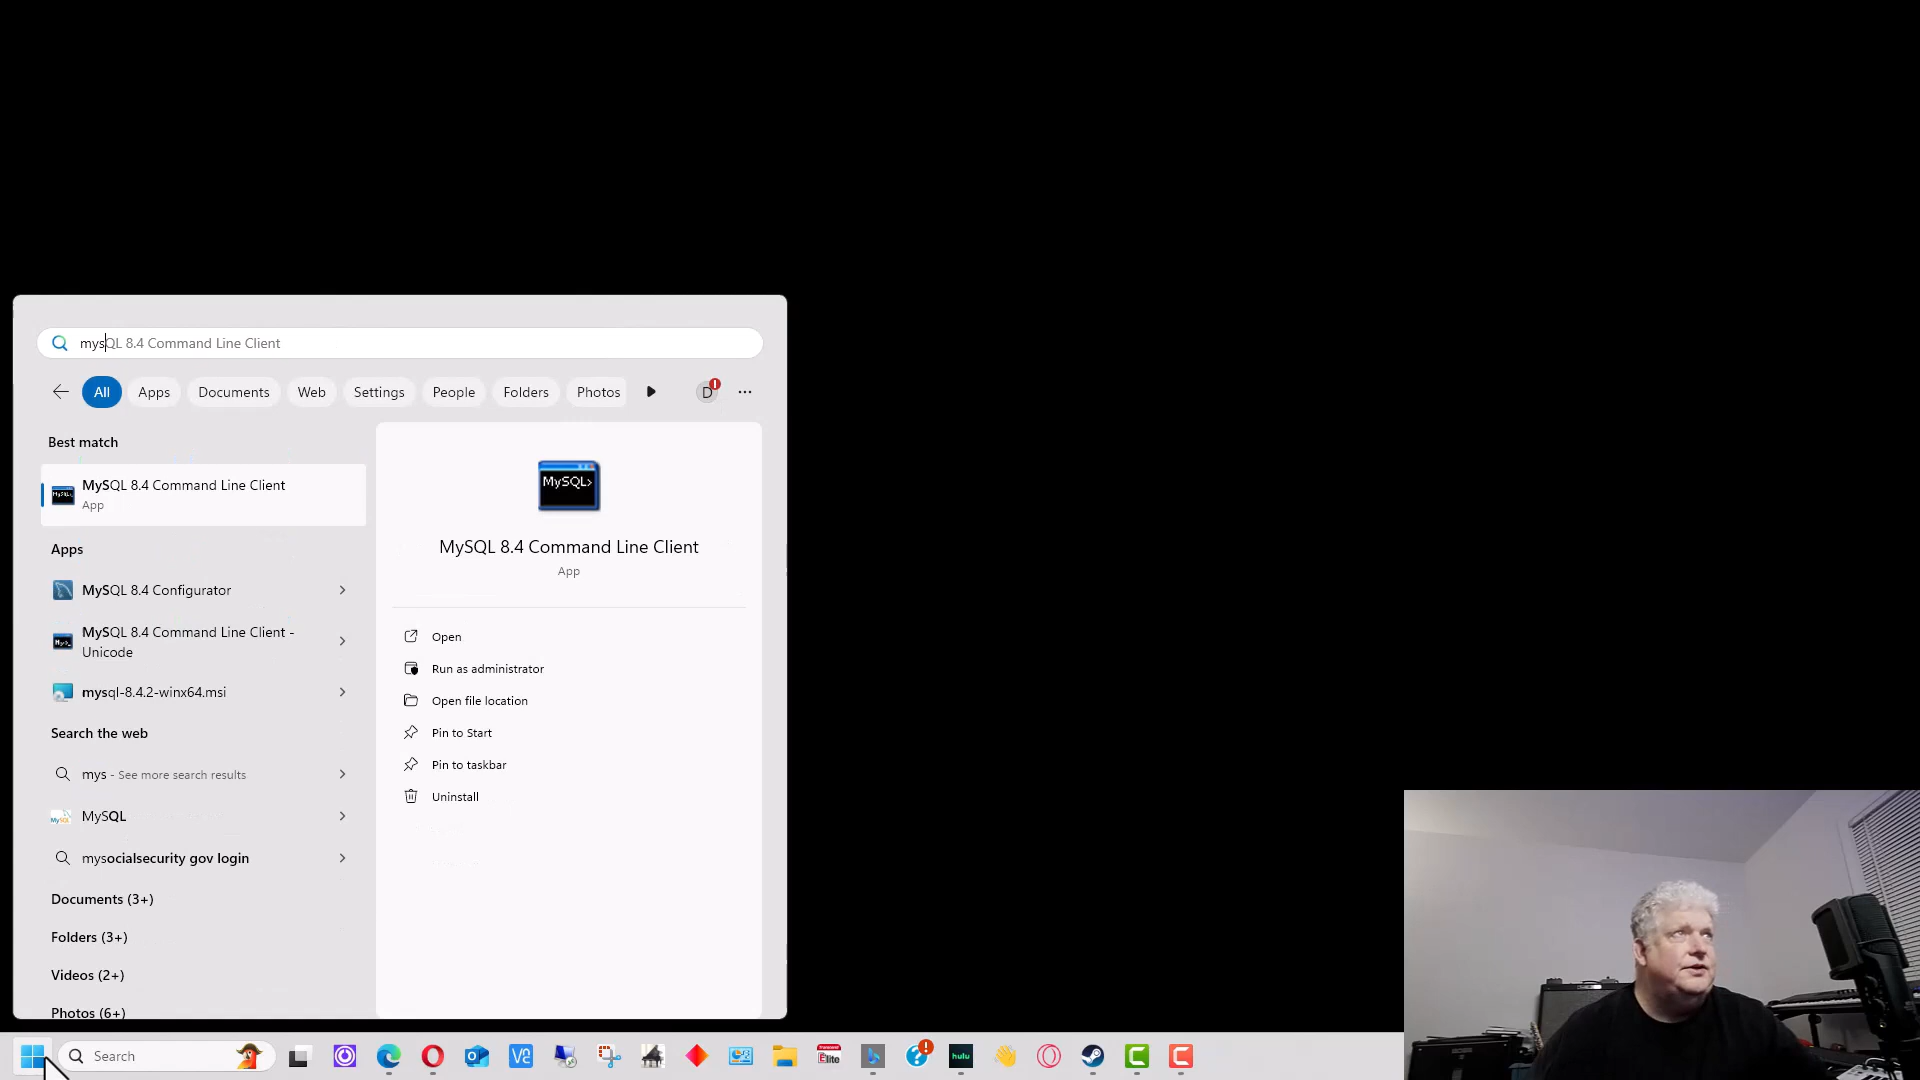 mysQL 8.4 Command Line Client
All Apps Documents Web Settings People Folders Photos D
Best match
MySQL 8.4 Command Line Client
App
Apps
MySQL 8.4 Configurator
MySQL 8.4 Command Line Client -
Unicode
mysql-8.4.2-winx64.msi
Search the web
mys - See more search results
MySQL
mysocialsecurity gov login
Documents (3+)
Folders (3+)
Videos (2+)
Photos (6+)
MySQL>
MySQL 8.4 Command Line Client
App
Open
Run as administrator
Open file location
Pin to Start
Pin to taskbar
Uninstall
Search
hulu